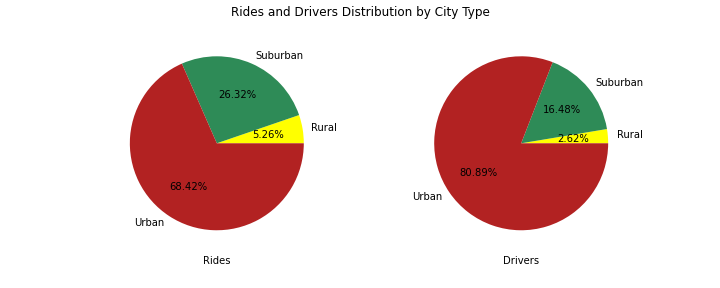 Rides and Drivers Distribution by City Type
Suburban
26.32%
Rural
5.26%
68.42%
Urban
Rides
Suburban
16.48%
Rural
2.62%
80.89%
Urban
Drivers